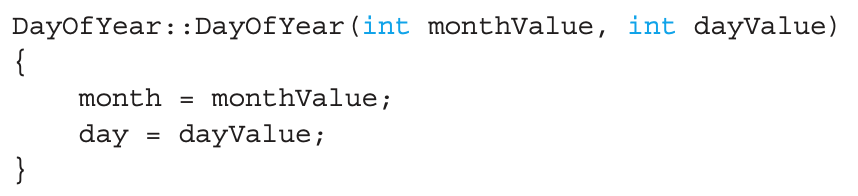 DayOfYear::DayOfYear(int monthValue, int dayValue)
{
    month = monthValue;
    day = dayValue;
}